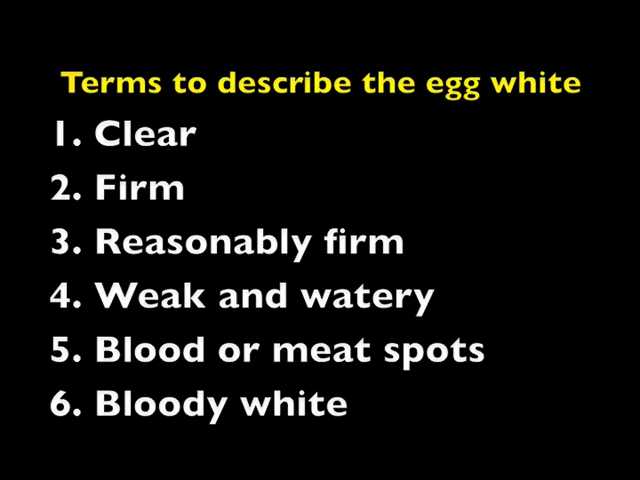 Terms to describe the egg white
1. Clear
2. Firm
3. Reasonably firm
4. Weak and watery
5. Blood or meat spots
6. Bloody white